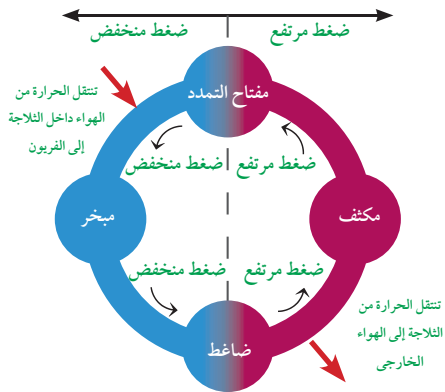 ضغط مرتفع
ضغط منخفض
مفتاح التمدد
تنتقل الحرارة من
الهواء داخل الثلاجة
إلى الفريون
ضغط مرتفع
ضغط منخفض
مكثف
مبخر
ضغط مرتفع
ضغط منخفض
ضاغط
تنتقل الحرارة من
الثلاجة إلى الهواء
الخارجى